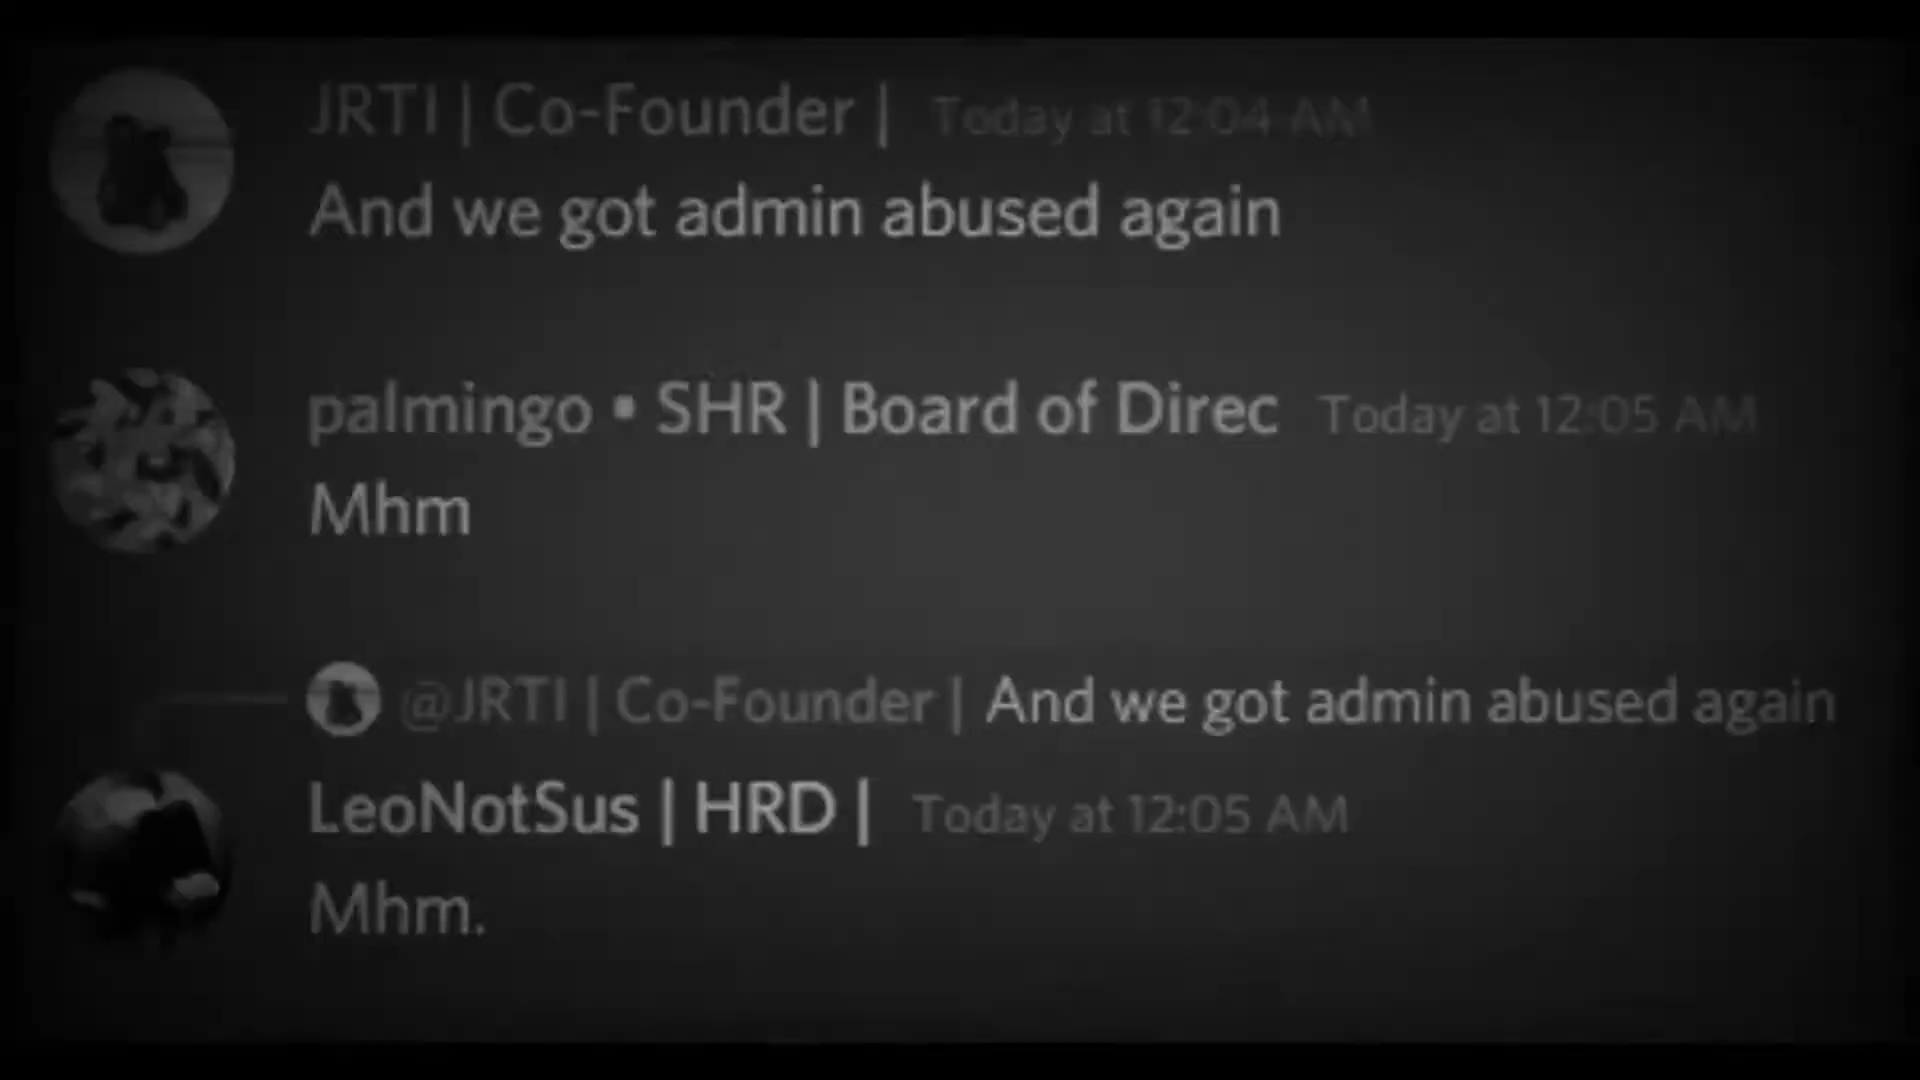 JRTI | Co-Founder | Today at 12:04 AM
And we got admin abused again
palmingo • SHR | Board of Direc Today at 12:05 AM
Mhm
@JRTI | Co-Founder | And we got admin abused again
LeoNotSus | HRD | Today at 12:05 AM
Mhm.